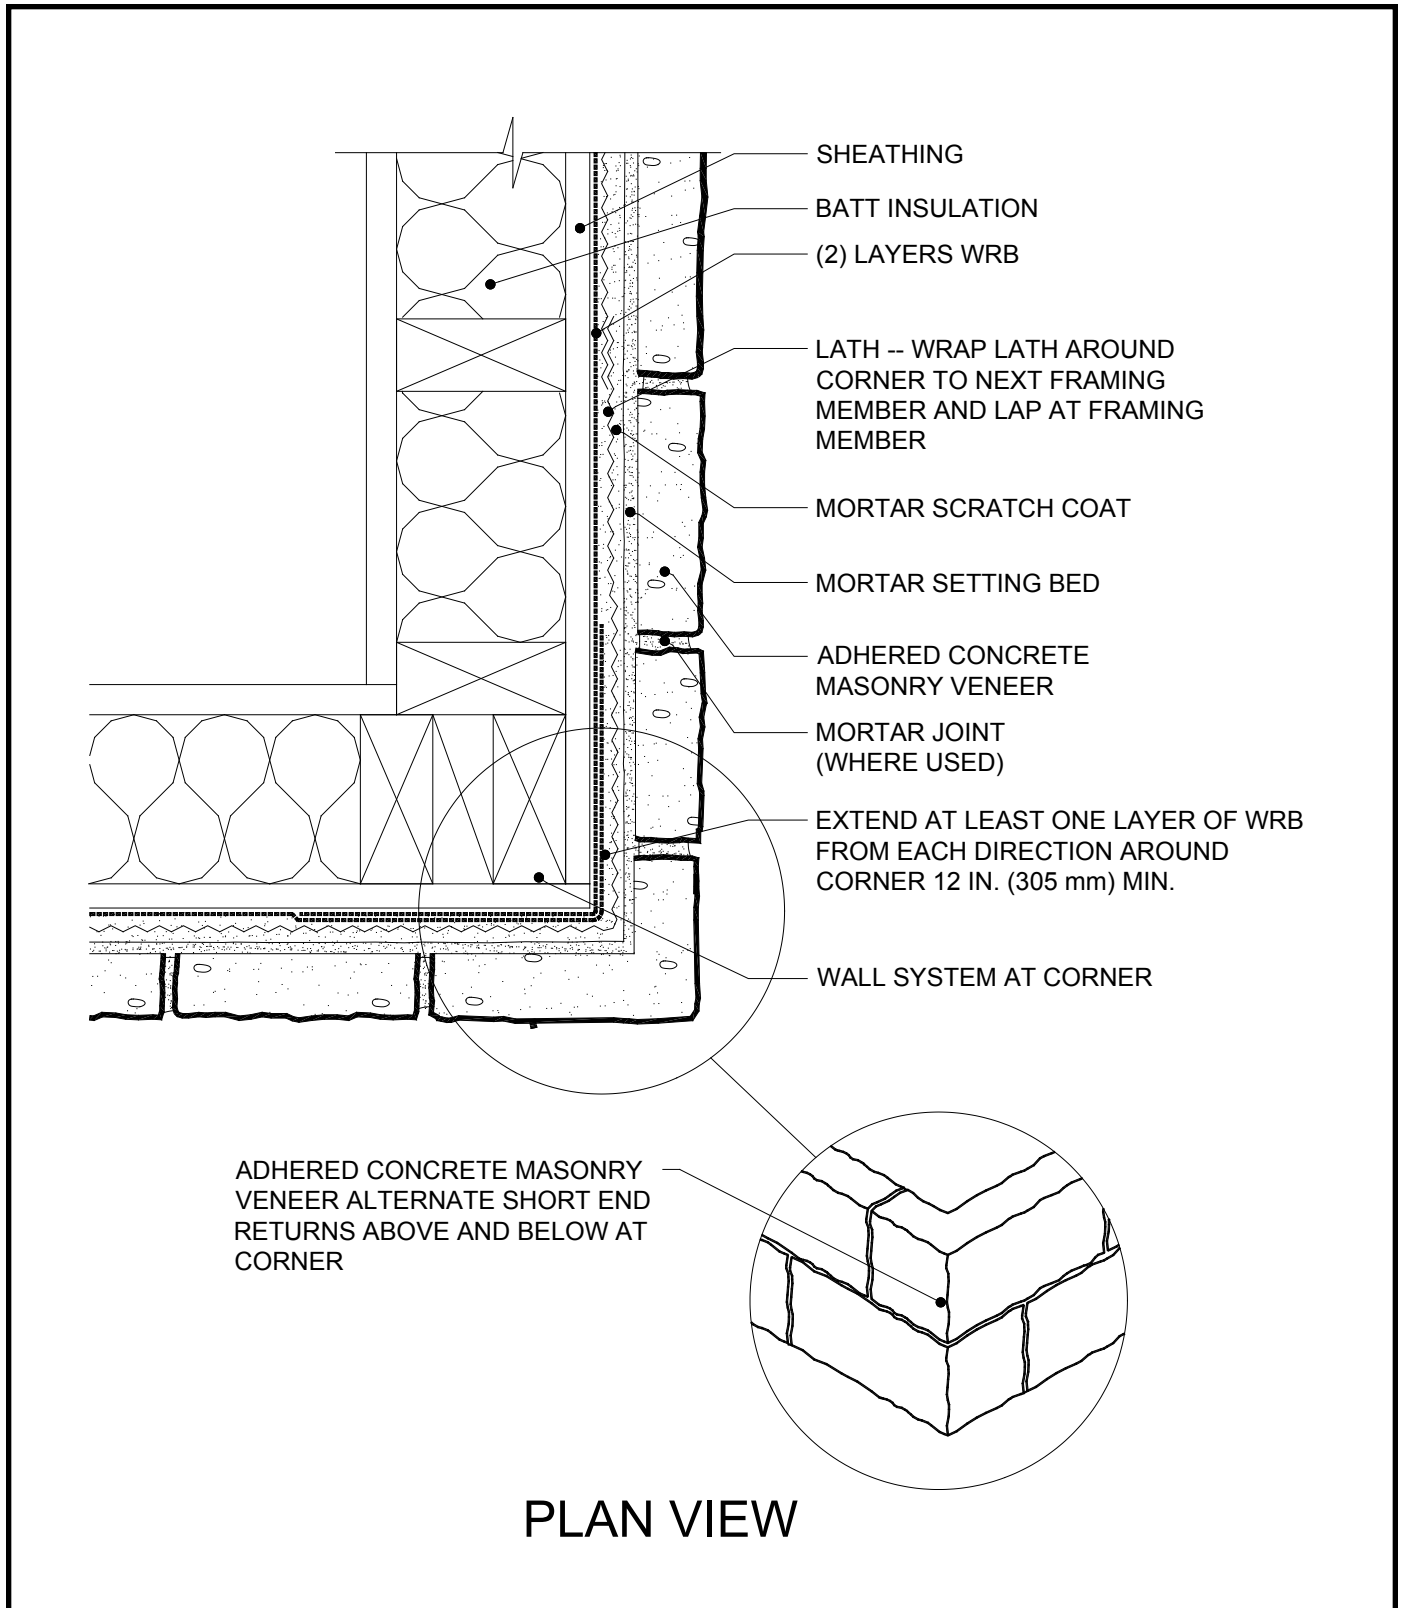 SHEATHING
BATT INSULATION
(2) LAYERS WRB
LATH -- WRAP LATH AROUND
CORNER TO NEXT FRAMING
MEMBER AND LAP AT FRAMING
MEMBER
MORTAR SCRATCH COAT
MORTAR SETTING BED
ADHERED CONCRETE
MASONRY VENEER
MORTAR JOINT
(WHERE USED)
EXTEND AT LEAST ONE LAYER OF WRB
FROM EACH DIRECTION AROUND
CORNER 12 IN. (305 mm) MIN.
WALL SYSTEM AT CORNER
ADHERED CONCRETE MASONRY
VENEER ALTERNATE SHORT END
RETURNS ABOVE AND BELOW AT
CORNER
PLAN VIEW